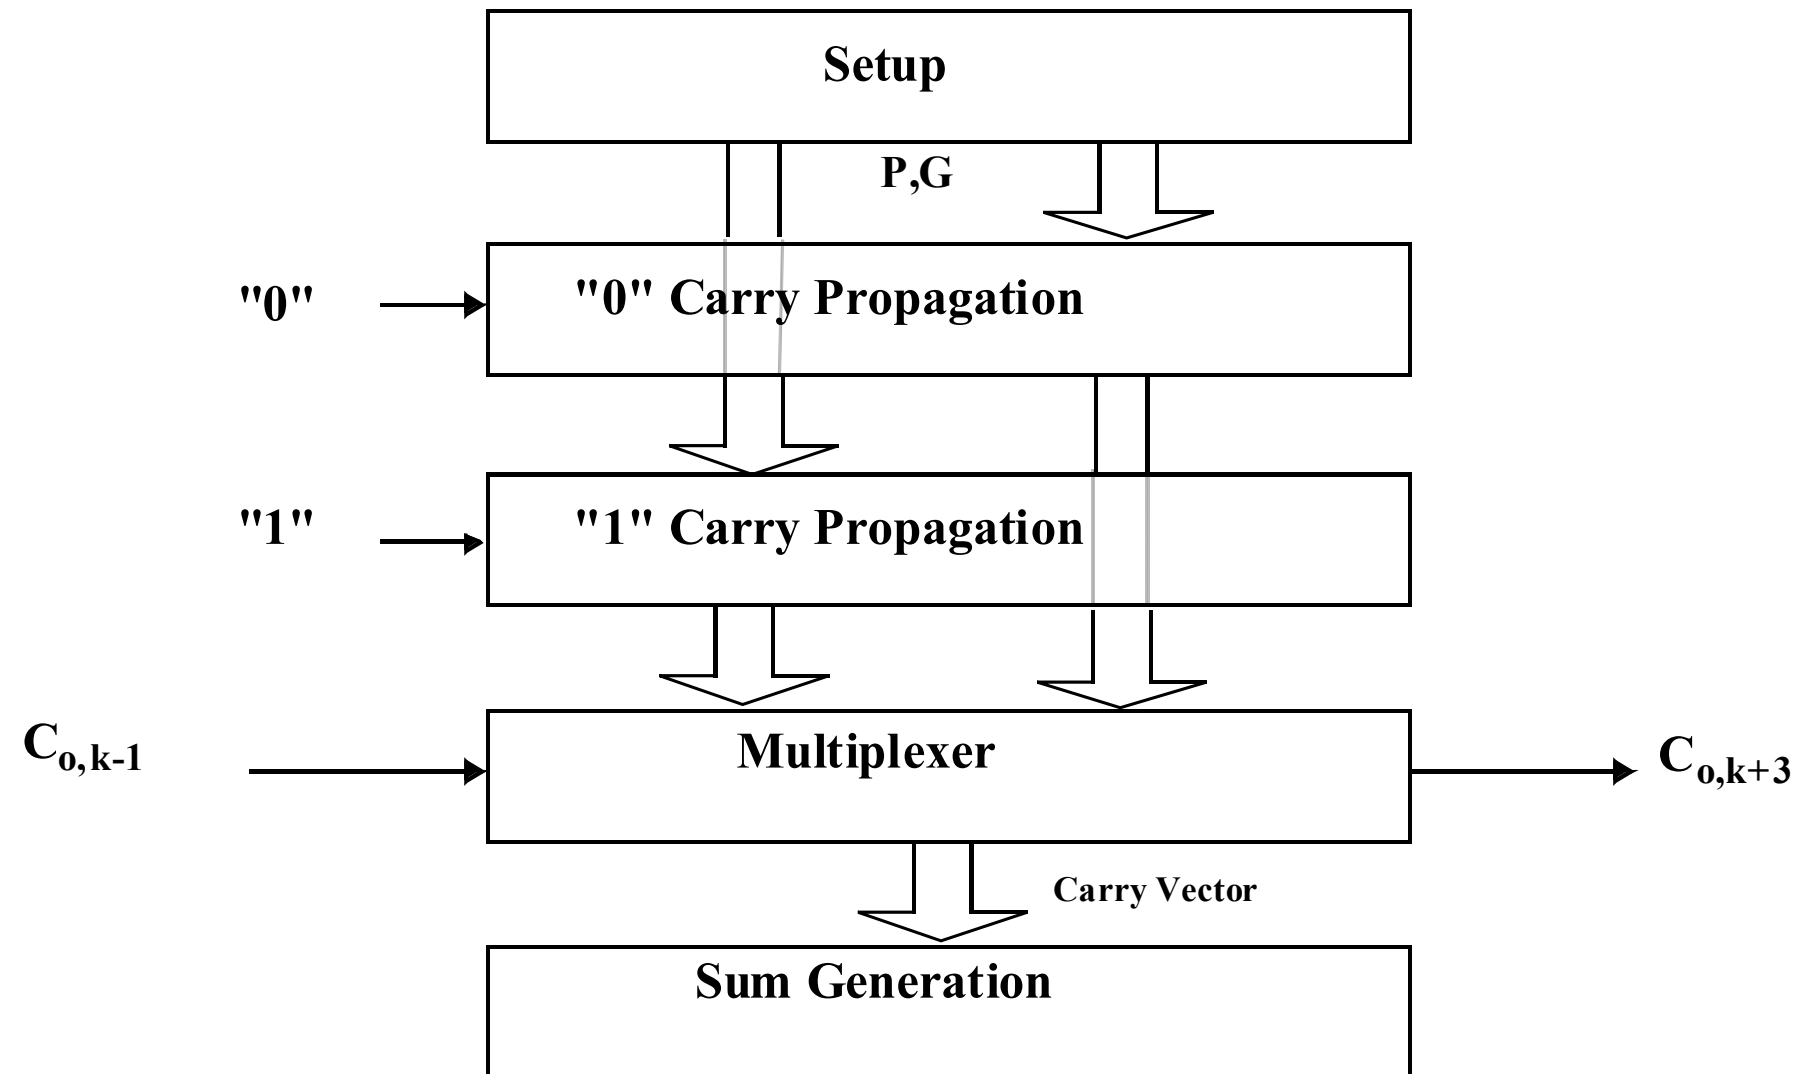 Setup
P,G
"0"
"0" Carry Propagation
"1"
"1" Carry Propagation
Co,k-1
Multiplexer
Co,k+3
Carry Vector
Sum Generation